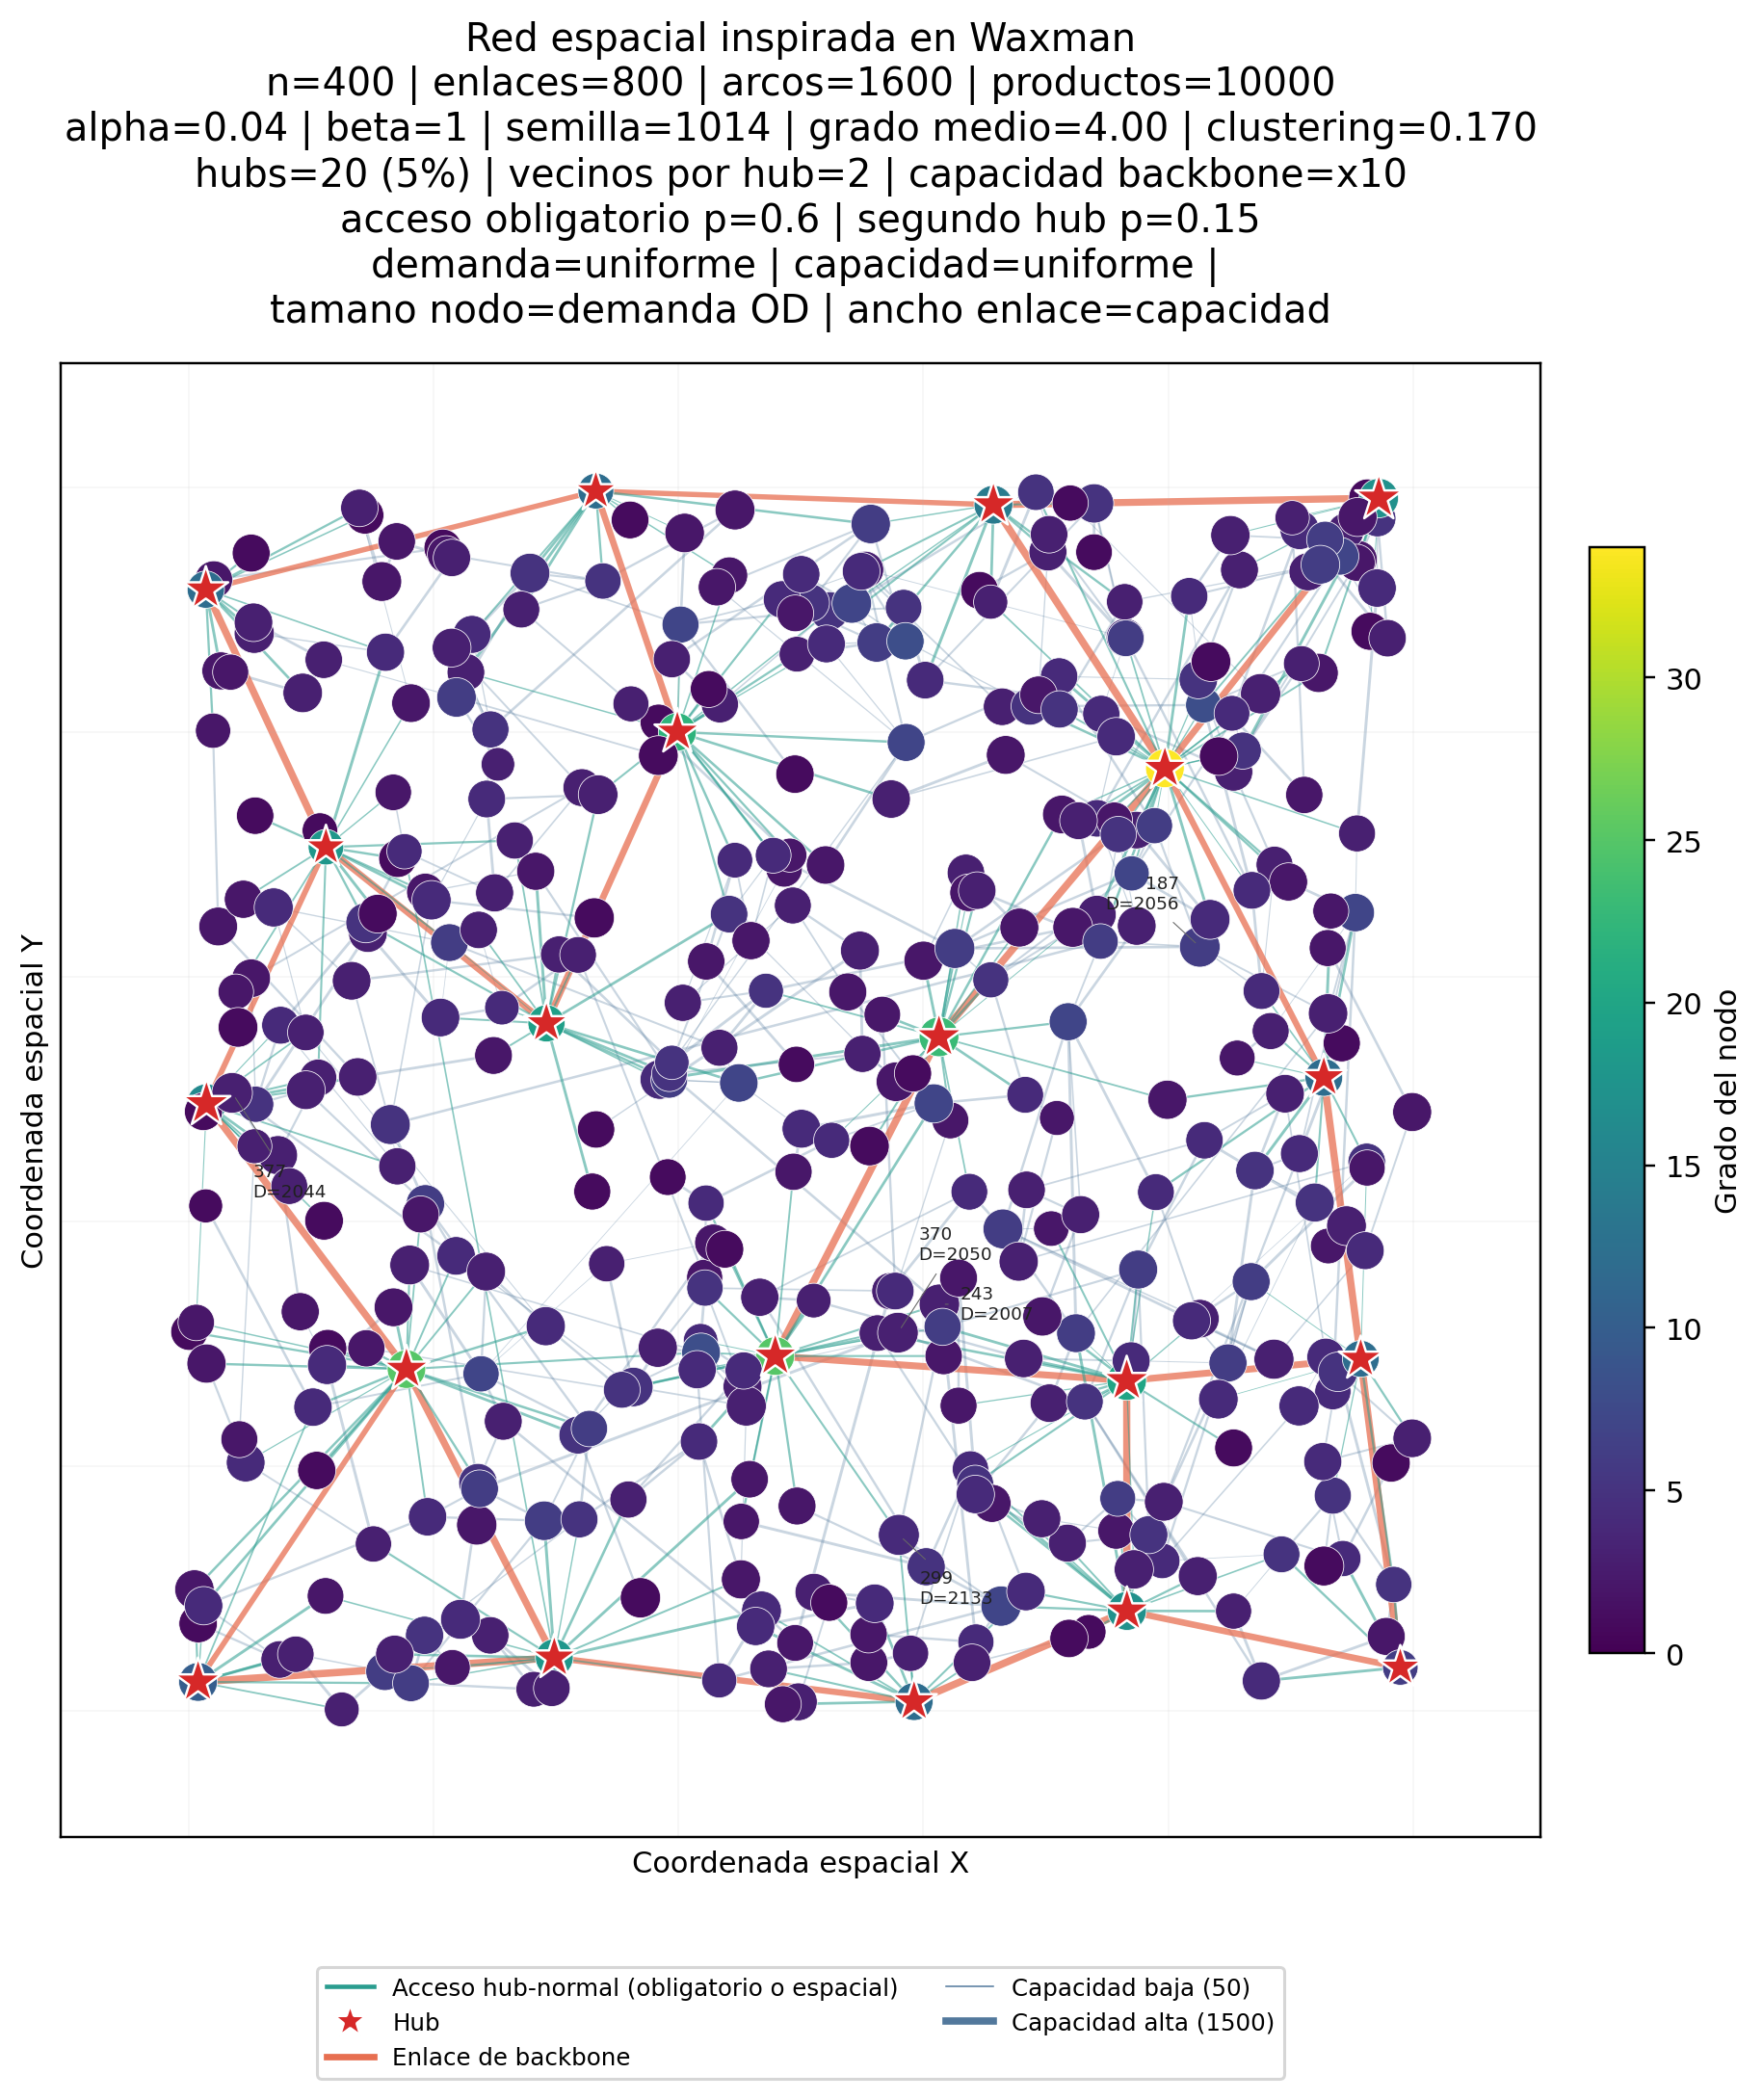 Red espacial inspirada en Waxman
n=400 | enlaces=800 | arcos=1600 | productos=10000
alpha=0.04 | beta=1 | semilla=1014 | grado medio=4.00 | clustering=0.170
hubs=20 (5%) | vecinos por hub=2 | capacidad backbone=x10
acceso obligatorio p=0.6 | segundo hub p=0.15
demanda=uniforme | capacidad=uniforme |
tamano nodo=demanda OD | ancho enlace=capacidad
Coordenada espacial Y
187
D=2056
377
D=2044
370
D=2050
243
D=2007
299
D=2133
Coordenada espacial X
30
25
20
15
10
5
0
Grado del nodo
Acceso hub-normal (obligatorio o espacial)
Hub
Enlace de backbone
Capacidad baja (50)
Capacidad alta (1500)